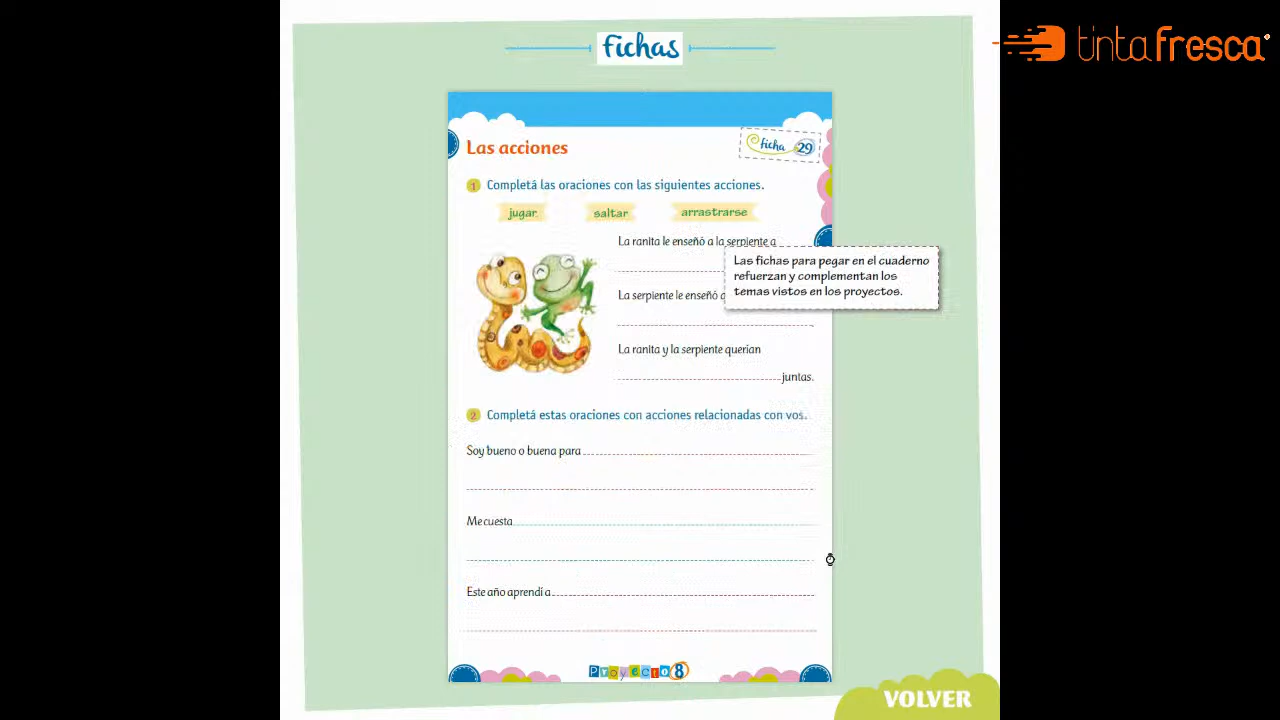 fichas
tintafresca
Las acciones
ficha 29
1 Completá las oraciones con las siguientes acciones.
jugar saltar arrastrarse
La ranita le enseñó a la serpiente a
La serpiente le enseñó
Las fichas para pegar en el cuaderno
refuerzan y complementan los
temas vistos en los proyectos.
La ranita y la serpiente querían
juntas.
2 Completá estas oraciones con acciones relacionadas con vos.
Soy bueno o buena para
Me cuesta
Este año aprendí a
Proyecto 8
VOLVER